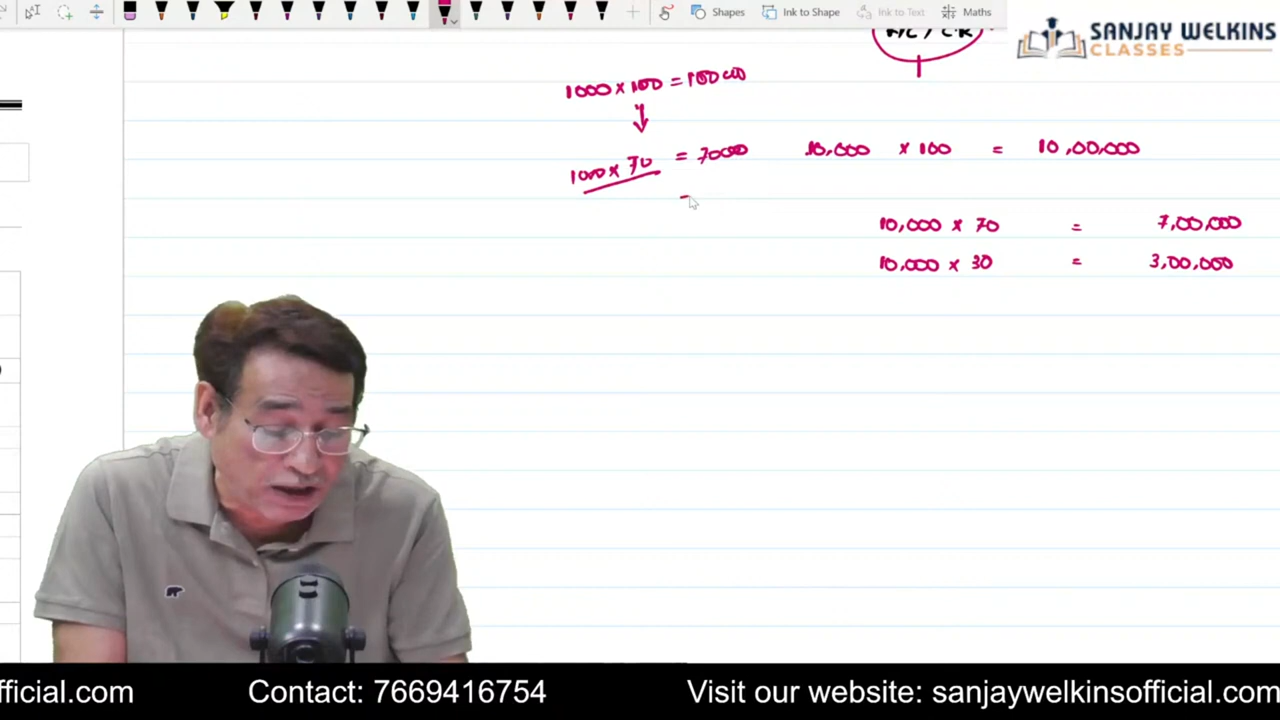 Shapes
Ink to Shape
Ink to Text
Maths
SANJAY WELKINS
CLASSES
A/C / C.R
1000 × 100 = 100000
1000 × 70 = 7000
10,000 × 100 = 10,00,000
10,000 × 70 = 7,00,000
10,000 × 30 = 3,00,000
fficial.com Contact: 7669416754 Visit our website: sanjaywelkinsofficial.com